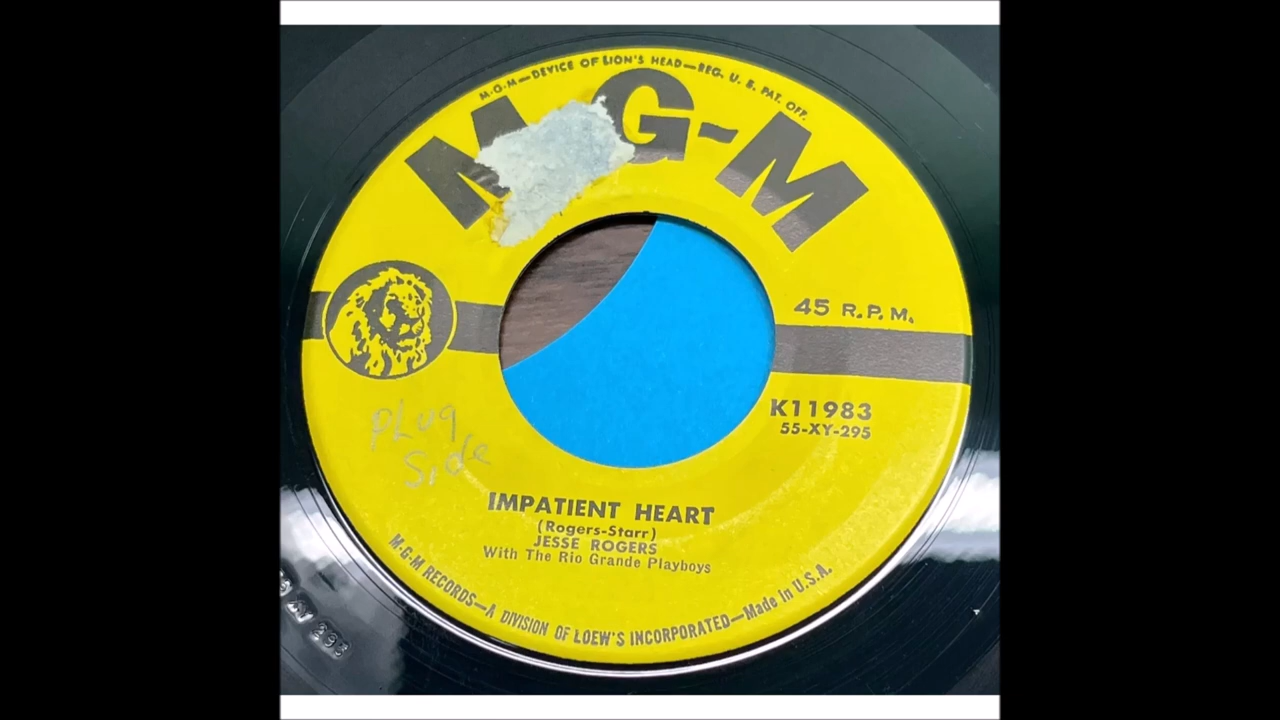 M-G-M—DEVICE OF LION'S HEAD—REG. U. S. PAT. OFF.
M G-M
45 R.P.M.
K11983
55-XY-295
PLUG
Side
IMPATIENT HEART
(Rogers-Starr)
JESSE ROGERS
With The Rio Grande Playboys
M-G-M RECORDS—A DIVISION OF LOEW'S INCORPORATED—Made in U.S.A.